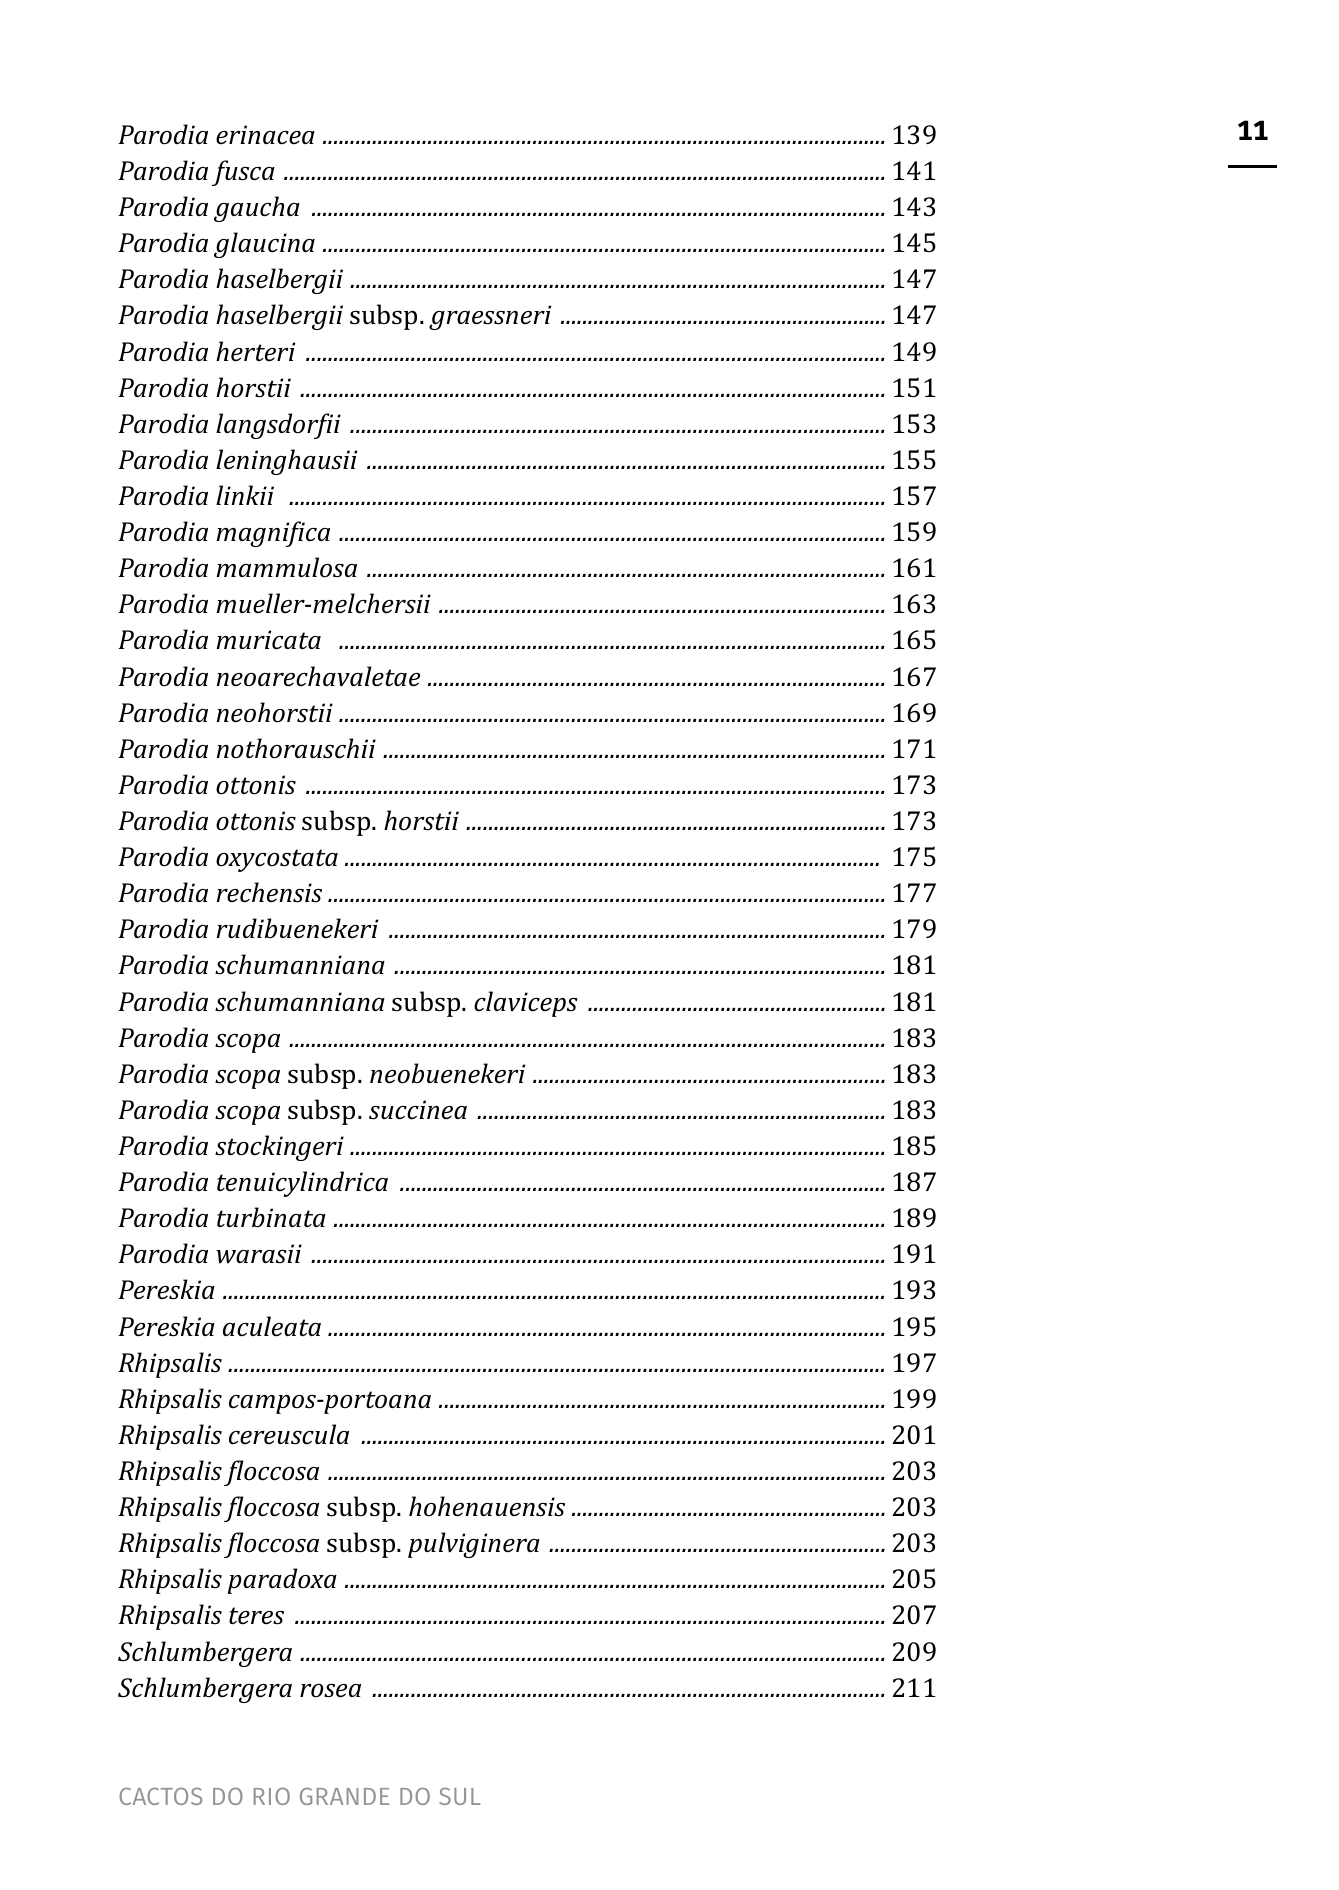 Parodia erinacea ........ 139
11
Parodia fusca ........ 141
Parodia gaucha ........ 143
Parodia glaucina ........ 145
Parodia haselbergii ........ 147
Parodia haselbergii subsp. graessneri ........ 147
Parodia herteri ........ 149
Parodia horstii ........ 151
Parodia langsdorfii ........ 153
Parodia leninghausii ........ 155
Parodia linkii ........ 157
Parodia magnifica ........ 159
Parodia mammulosa ........ 161
Parodia mueller-melchersii ........ 163
Parodia muricata ........ 165
Parodia neoarechavaletae ........ 167
Parodia neohorstii ........ 169
Parodia nothorauschii ........ 171
Parodia ottonis ........ 173
Parodia ottonis subsp. horstii ........ 173
Parodia oxycostata ........ 175
Parodia rechensis ........ 177
Parodia rudibuenekeri ........ 179
Parodia schumanniana ........ 181
Parodia schumanniana subsp. claviceps ........ 181
Parodia scopa ........ 183
Parodia scopa subsp. neobuenekeri ........ 183
Parodia scopa subsp. succinea ........ 183
Parodia stockingeri ........ 185
Parodia tenuicylindrica ........ 187
Parodia turbinata ........ 189
Parodia warasii ........ 191
Pereskia ........ 193
Pereskia aculeata ........ 195
Rhipsalis ........ 197
Rhipsalis campos-portoana ........ 199
Rhipsalis cereuscula ........ 201
Rhipsalis floccosa ........ 203
Rhipsalis floccosa subsp. hohenauensis ........ 203
Rhipsalis floccosa subsp. pulviginera ........ 203
Rhipsalis paradoxa ........ 205
Rhipsalis teres ........ 207
Schlumbergera ........ 209
Schlumbergera rosea ........ 211
CACTOS DO RIO GRANDE DO SUL